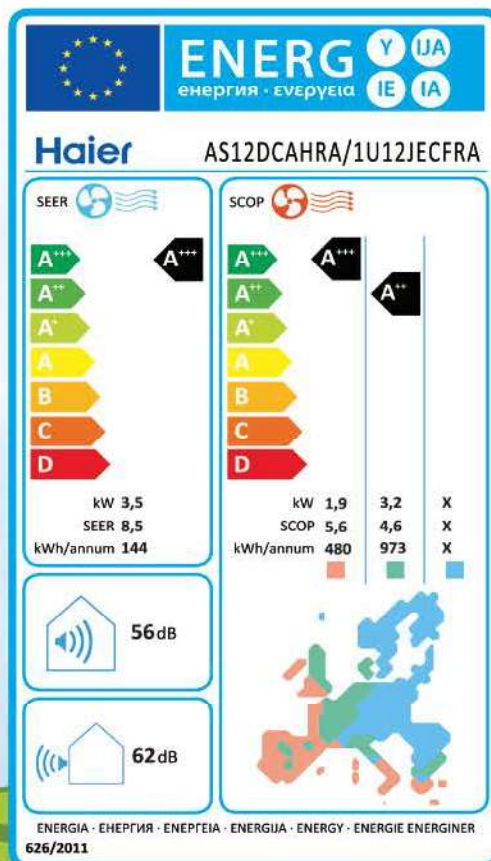 ENERG
Y IJA
IE IA
енергия · ενεργεια
Haier
AS12DCAHRA/1U12JECFRA
SEER
A+++
A++
A+
A
B
C
D
A+++
kW 3,5
SEER 8,5
kWh/annum 144
SCOP
A+++
A++
A+
A
B
C
D
A+++
A++
kW 1,9 3,2 X
SCOP 5,6 4,6 X
kWh/annum 480 973 X
56dB
62dB
ENERGIA · ЕНЕРГИЯ · ΕΝΕΡΓΕΙΑ · ENERGIJA · ENERGY · ENERGIE ENERGINER
626/2011